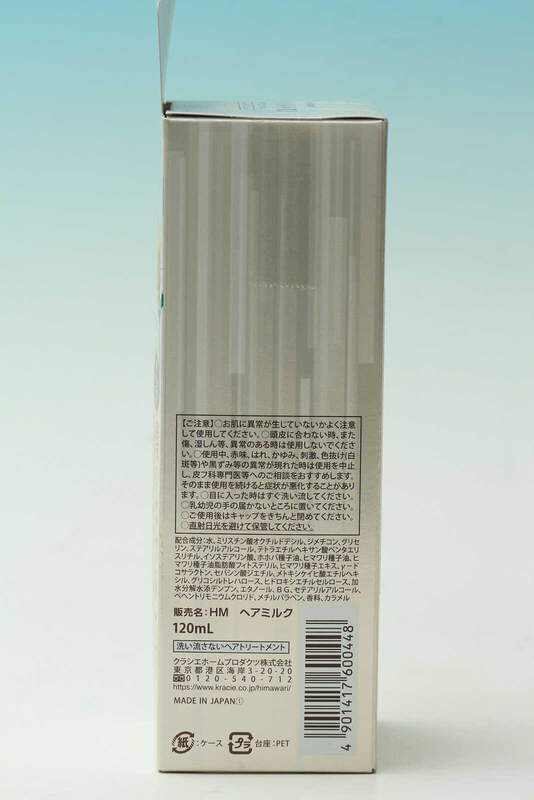 【ご注意】○お肌に異常が生じていないかよく注意
して使用してください。○頭皮に合わない時、また
傷、湿しん等、異常のある時は使用しないでくださ
い。○使用中、赤味、はれ、かゆみ、刺激、色抜け(白
斑等)や黒ずみ等の異常が現れた時は使用を中止
し、皮フ科専門医等へのご相談をおすすめします。
そのまま使用を続けると症状が悪化することがあり
ます。○目に入った時はすぐ洗い流してください。
○乳幼児の手の届かないところに置いてください。
○ご使用後はキャップをきちんと閉めてください。
○直射日光を避けて保管してください。
配合成分:水、ミリスチン酸オクチルドデシル、ジメチコン、グリセ
リン、ステアリルアルコール、テトラエチルヘキサン酸ペンタエリ
スリチル、イソステアリン酸、ホホバ種子油、ヒマワリ種子油、ヒ
マワリ種子油脂肪酸フィトステリル、ヒマワリ種子エキス、γ－ド
コサラクトン、セバシン酸ジエチル、メトキシケイヒ酸エチルヘキ
シル、グリコシルトレハロース、ヒドロキシエチルセルロース、加
水分解水添デンプン、エタノール、BG、セテアリルアルコール、
ベヘントリモニウムクロリド、メチルパラベン、香料、カラメル
販売名:HM ヘアミルク
120mL
洗い流さないヘアトリートメント
クラシエホームプロダクツ株式会社
東京都港区海岸3-20-20
0120-540-712
https://www.kracie.co.jp/himawari/
MADE IN JAPAN①
紙:ケース プラ 台座:PET
4 901417 600448